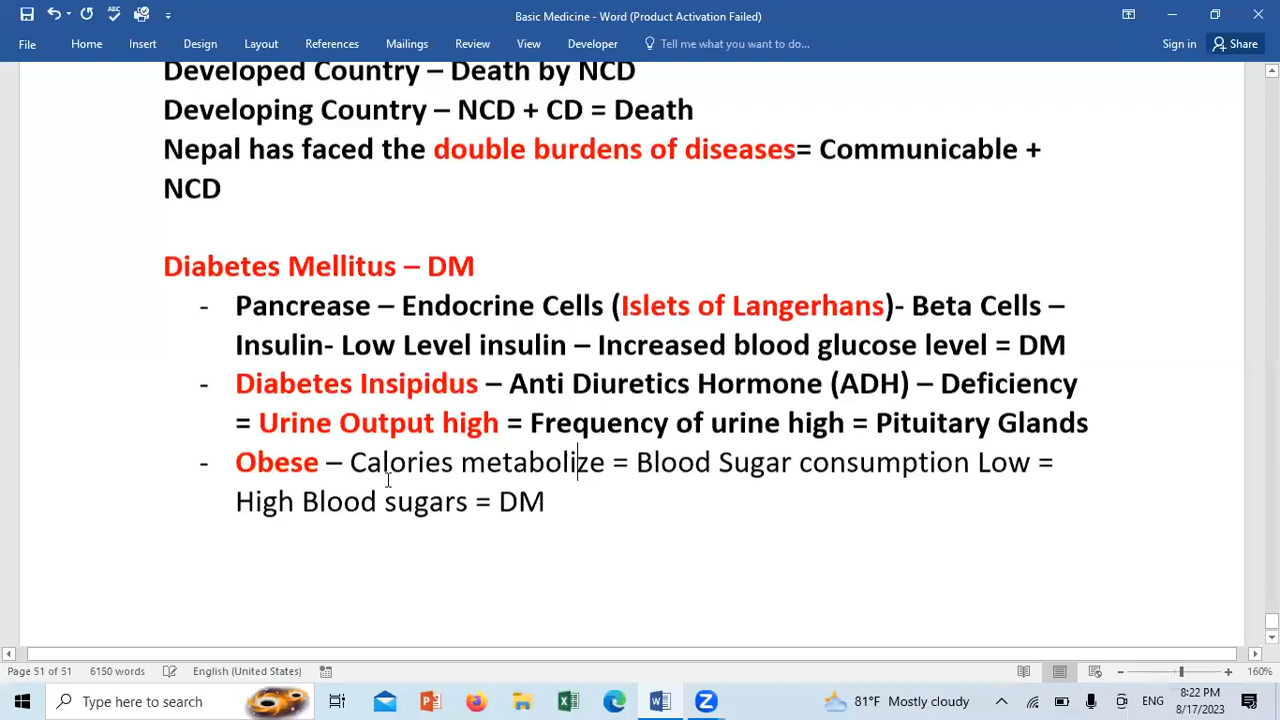 Basic Medicine - Word (Product Activation Failed)
File Home Insert Design Layout References Mailings Review View Developer Tell me what you want to do... Sign in Share
Developed Country – Death by NCD
Developing Country – NCD + CD = Death
Nepal has faced the double burdens of diseases= Communicable +
NCD
Diabetes Mellitus – DM
- Pancrease – Endocrine Cells (Islets of Langerhans)- Beta Cells –
Insulin- Low Level insulin – Increased blood glucose level = DM
- Diabetes Insipidus – Anti Diuretics Hormone (ADH) – Deficiency
= Urine Output high = Frequency of urine high = Pituitary Glands
- Obese – Calories metabolize = Blood Sugar consumption Low =
High Blood sugars = DM
Page 51 of 51 6150 words English (United States) 160%
Type here to search 81°F Mostly cloudy ENG 8:22 PM
8/17/2023